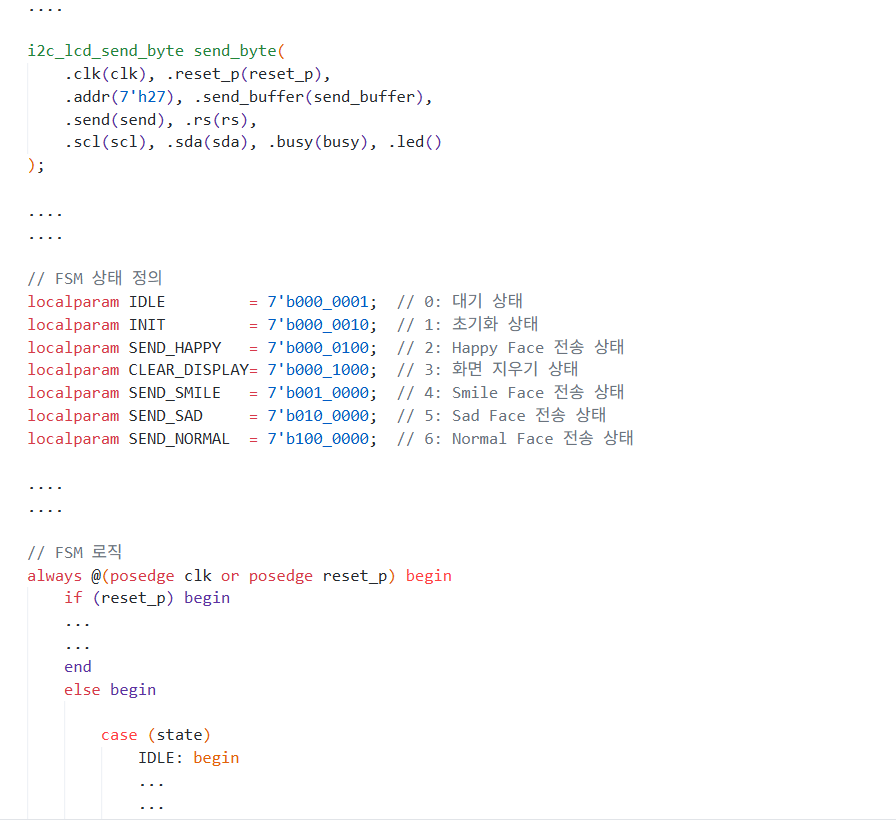 ....
i2c_lcd_send_byte send_byte(
    .clk(clk), .reset_p(reset_p),
    .addr(7'h27), .send_buffer(send_buffer),
    .send(send), .rs(rs),
    .scl(scl), .sda(sda), .busy(busy), .led()
);
....
....
// FSM 상태 정의
localparam IDLE         = 7'b000_0001;  // 0: 대기 상태
localparam INIT         = 7'b000_0010;  // 1: 초기화 상태
localparam SEND_HAPPY   = 7'b000_0100;  // 2: Happy Face 전송 상태
localparam CLEAR_DISPLAY= 7'b000_1000;  // 3: 화면 지우기 상태
localparam SEND_SMILE   = 7'b001_0000;  // 4: Smile Face 전송 상태
localparam SEND_SAD     = 7'b010_0000;  // 5: Sad Face 전송 상태
localparam SEND_NORMAL  = 7'b100_0000;  // 6: Normal Face 전송 상태
....
....
// FSM 로직
always @(posedge clk or posedge reset_p) begin
    if (reset_p) begin
    ...
    ...
    end
    else begin
        case (state)
            IDLE: begin
            ...
            ...